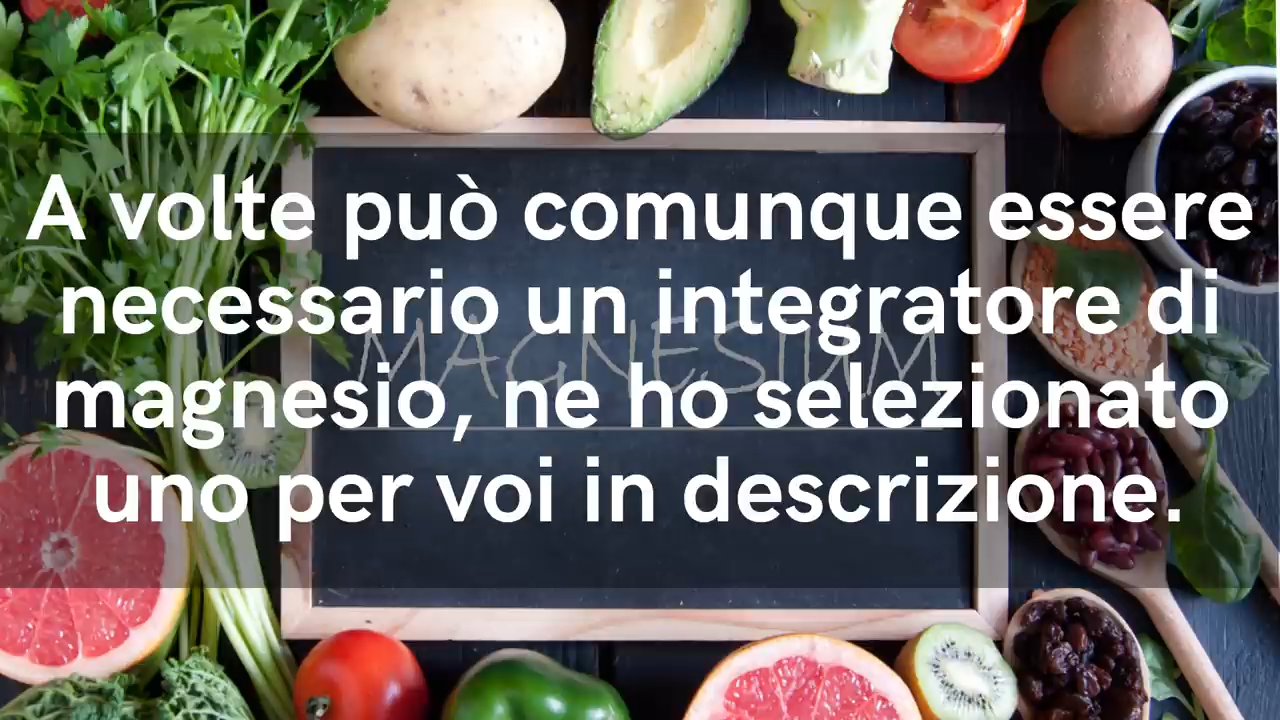 A volte può comunque essere
necessario un integratore di
MAGNESIUM
magnesio, ne ho selezionato
uno per voi in descrizione.